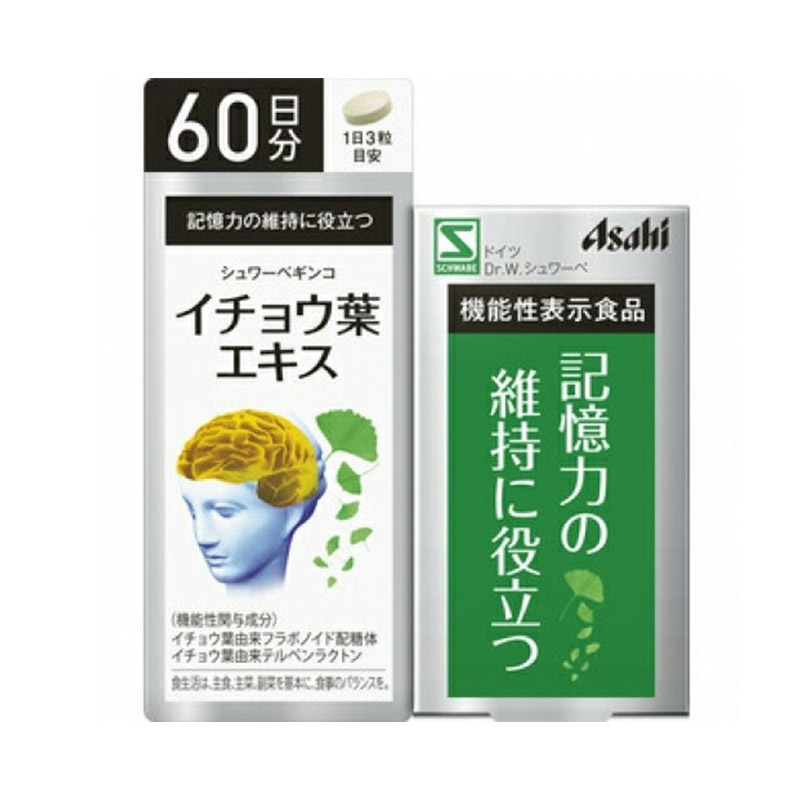 60日分
1日3粒
目安
記憶力の維持に役立つ
シュワーベギンコ
イチョウ葉
エキス
(機能性関与成分)
イチョウ葉由来フラボノイド配糖体
イチョウ葉由来テルペンラクトン
食生活は、主食、主菜、副菜を基本に、食事のバランスを。
SCHWABE
ドイツ
Dr.W.シュワーベ
Asahi
機能性表示食品
記憶力の
維持に役立つ